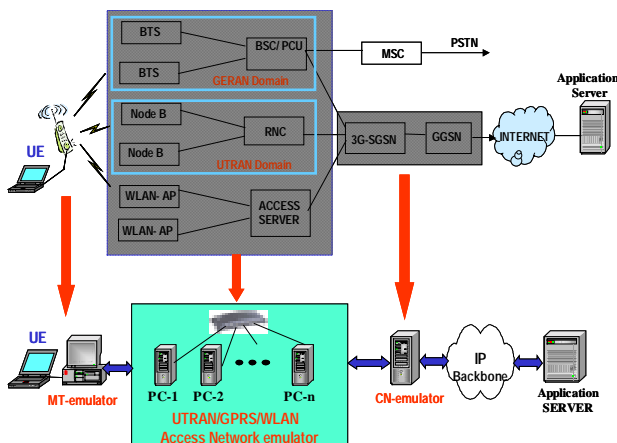 BTS
BTS
BSC/ PCU
GERAN Domain
MSC
PSTN
Application
Server
Node B
Node B
RNC
UTRAN Domain
3G-SGSN
GGSN
INTERNET
UE
WLAN- AP
WLAN- AP
ACCESS
SERVER
UE
MT-emulator
PC-1
PC-2
PC-n
UTRAN/GPRS/WLAN
Access Network emulator
CN-emulator
IP
Backbone
Application
SERVER